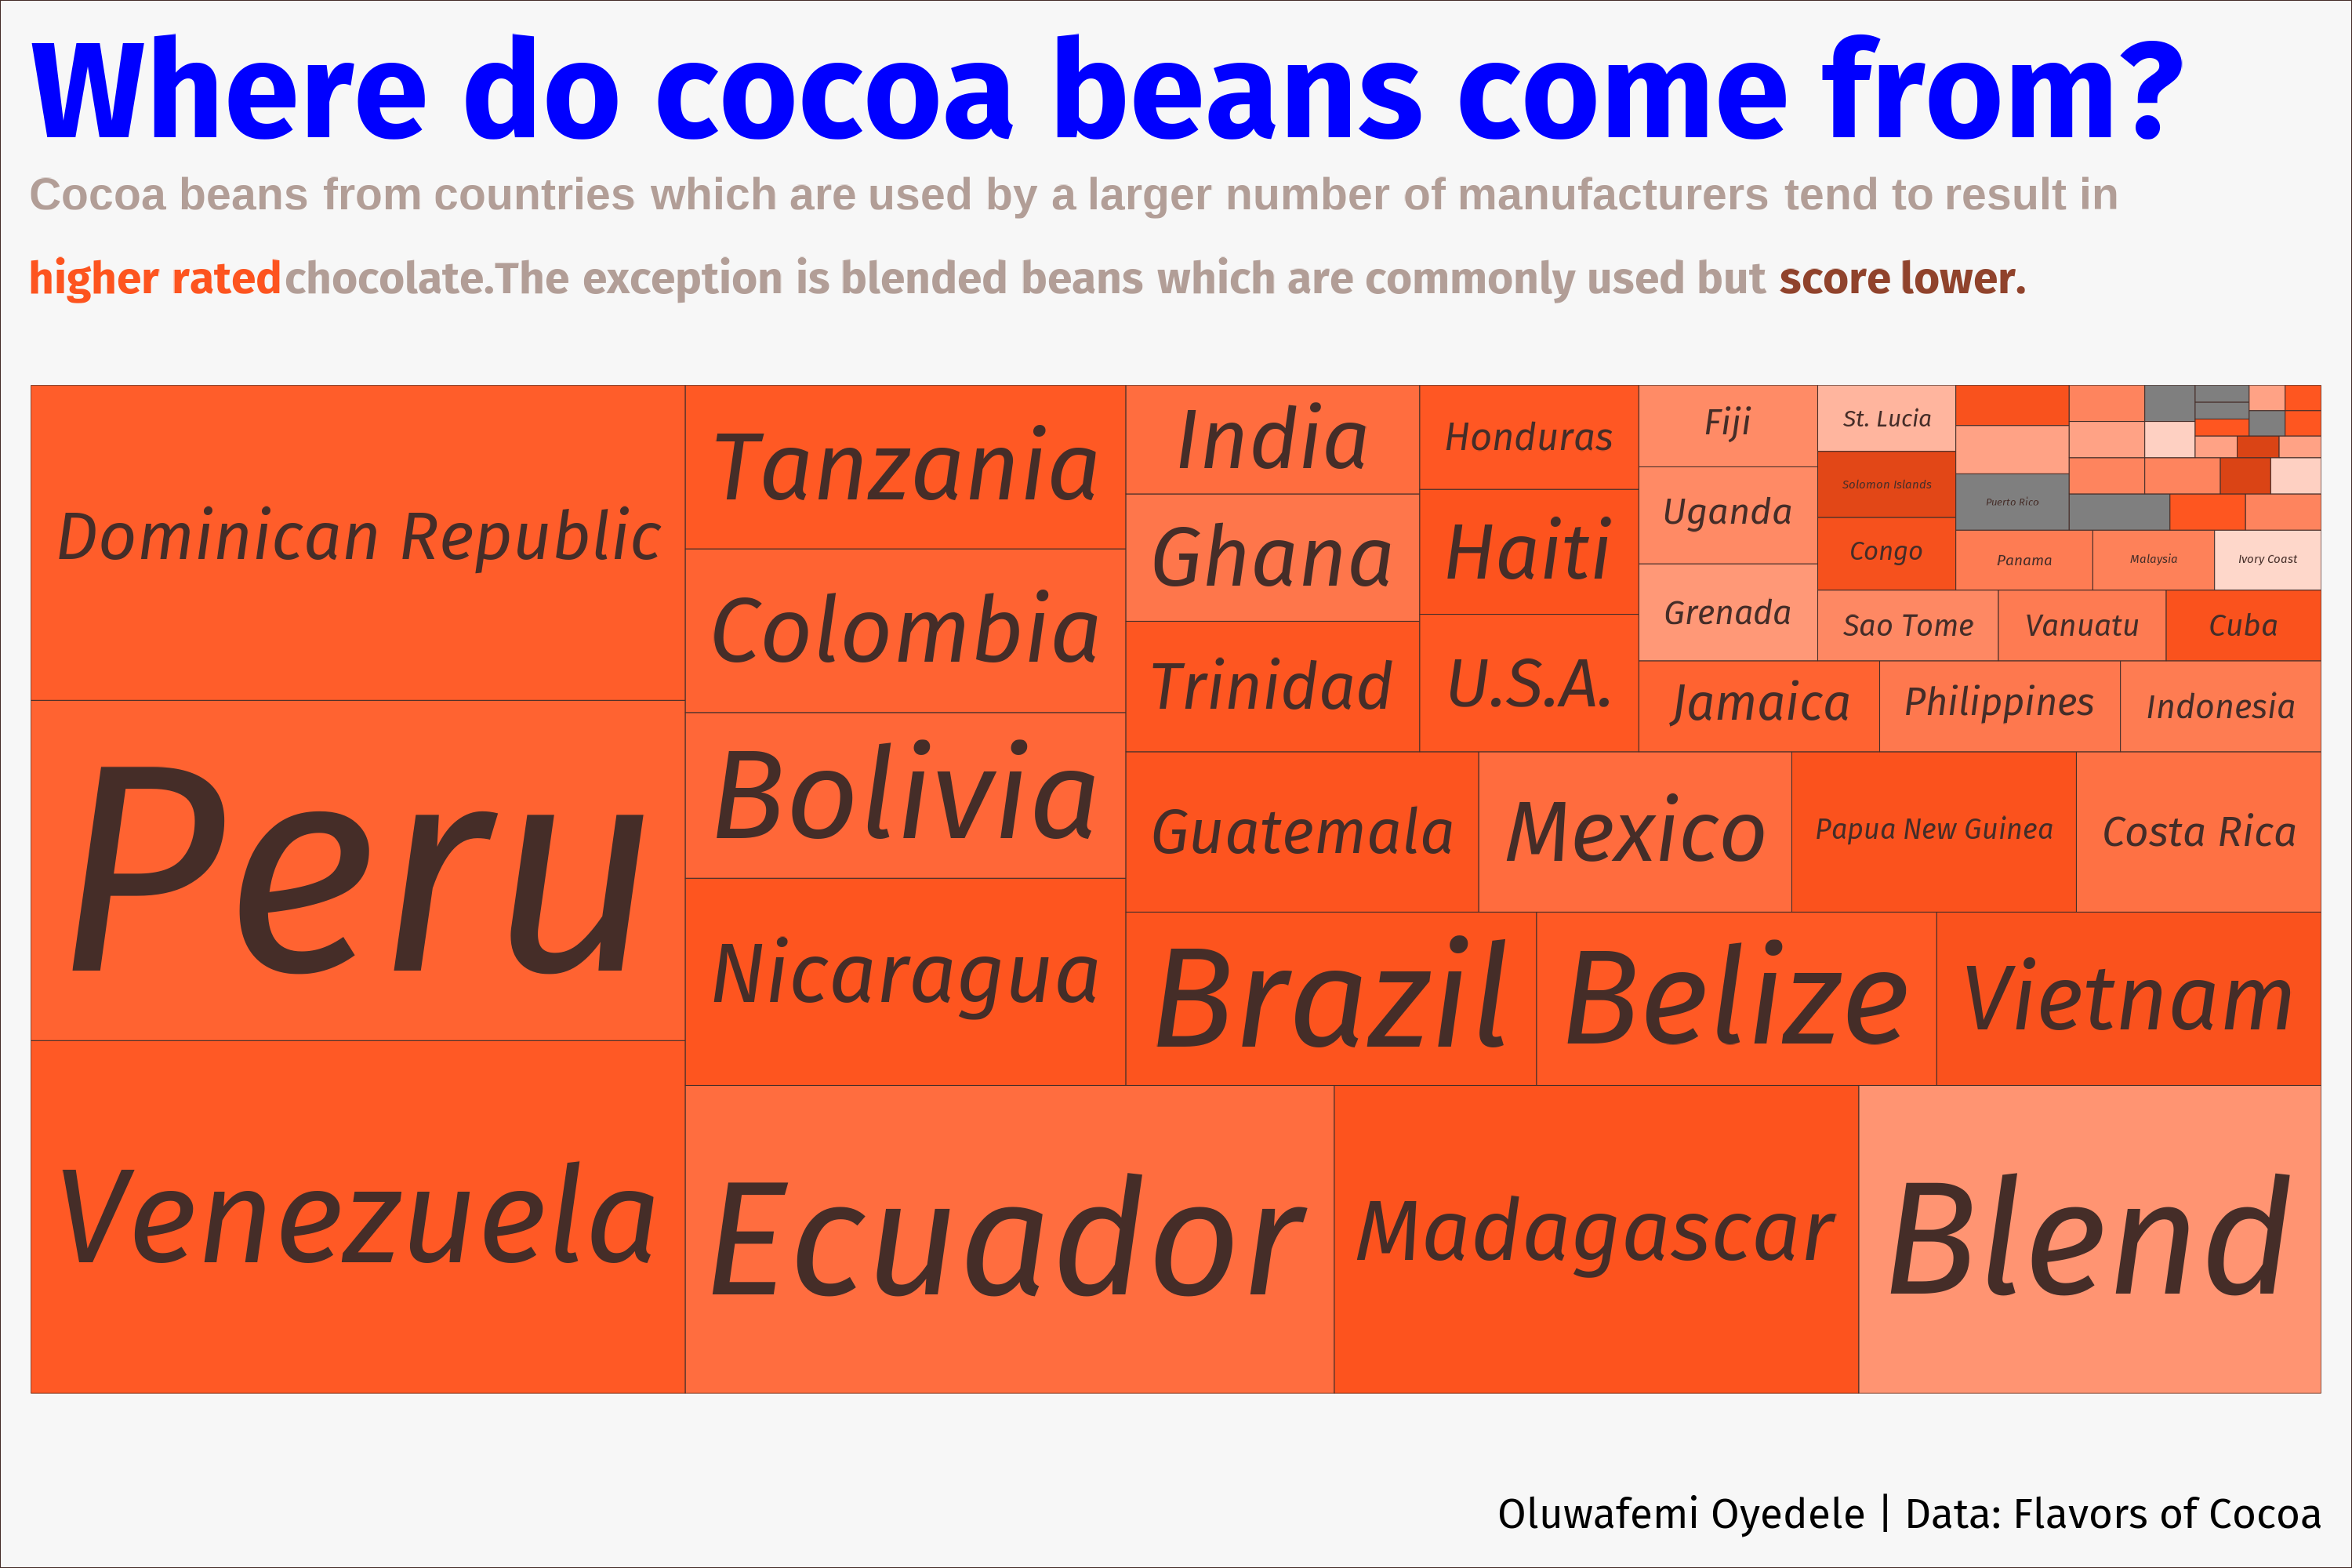 Where do cocoa beans come from?
Cocoa beans from countries which are used by a larger number of manufacturers tend to result in
higher rated chocolate.The exception is blended beans which are commonly used but score lower.
Dominican Republic
Peru
Venezuela
Tanzania
Colombia
Bolivia
Nicaragua
Ecuador
Madagascar
Blend
India
Ghana
Trinidad
Honduras
Haiti
U.S.A.
Guatemala
Mexico
Papua New Guinea
Costa Rica
Brazil
Belize
Vietnam
Fiji
Uganda
Grenada
Jamaica
Philippines
Indonesia
St. Lucia
Solomon Islands
Congo
Sao Tome
Vanuatu
Cuba
Puerto Rico
Panama
Malaysia
Ivory Coast
Oluwafemi Oyedele | Data: Flavors of Cocoa